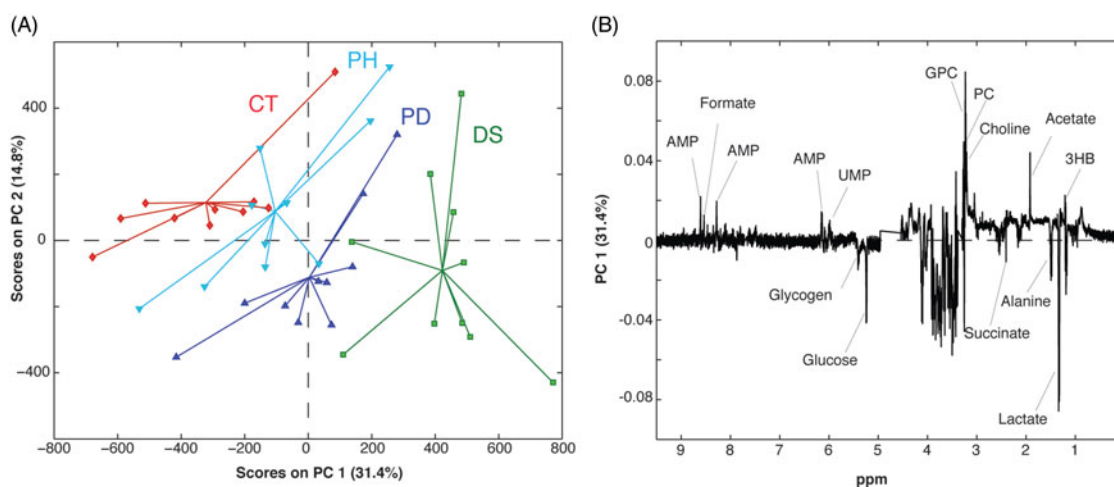 (A)
PH
CT
PD
DS
400
0
−400
Scores on PC 2 (14.8%)
−800
−600
−400
−200
0
200
400
600
800
Scores on PC 1 (31.4%)
(B)
0.08
0.04
0
−0.04
−0.08
PC 1 (31.4%)
GPC
PC
Formate
Choline
Acetate
AMP
AMP
AMP
UMP
3HB
Glycogen
Glucose
Alanine
Succinate
Lactate
9
8
7
6
5
4
3
2
1
ppm